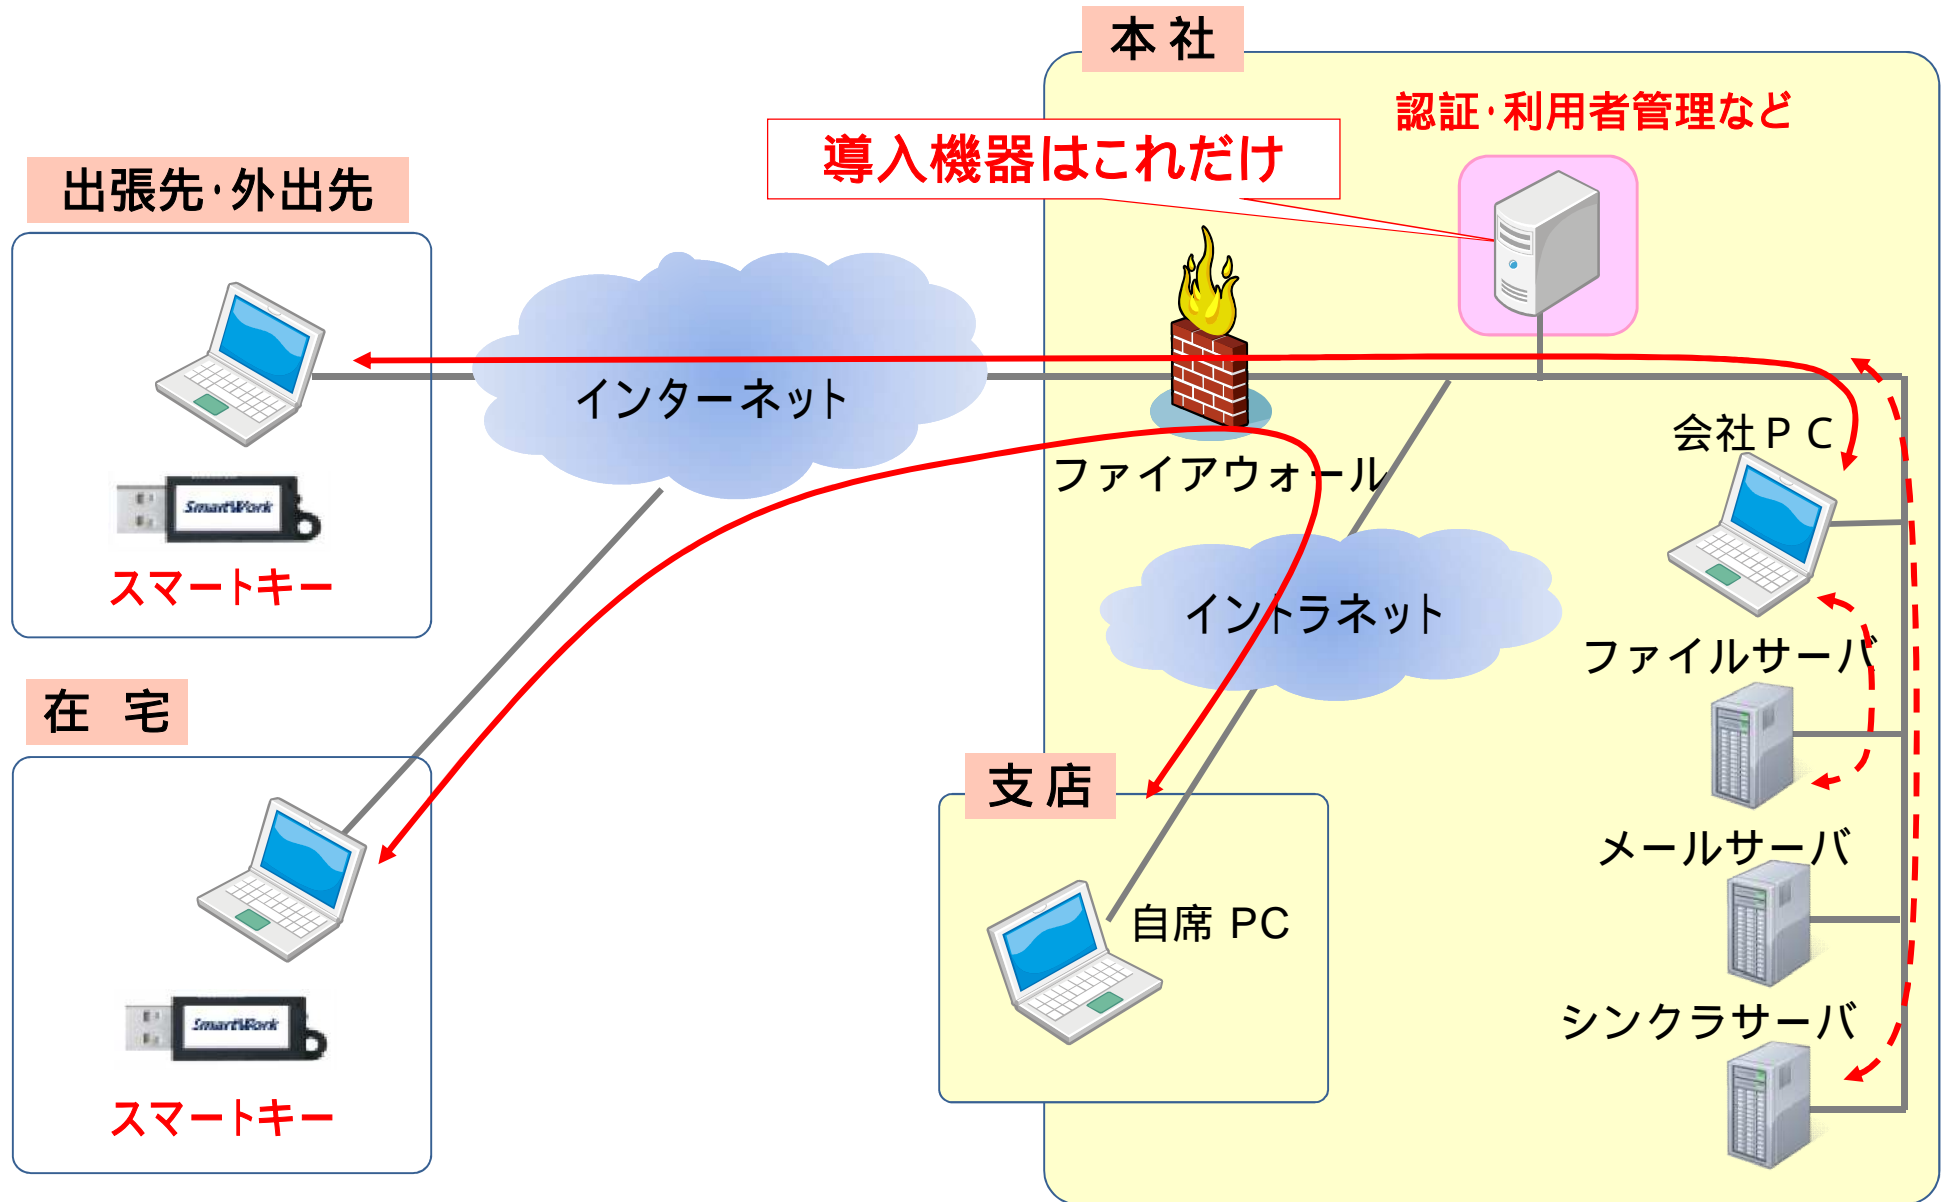 本社
認証・利用者管理など
導入機器はこれだけ
出張先・外出先
インターネット
会社ＰＣ
ファイアウォール
SmartWork
スマートキー
イントラネット
ファイルサーバ
在 宅
支店
メールサーバ
自席 PC
SmartWork
シンクラサーバ
スマートキー